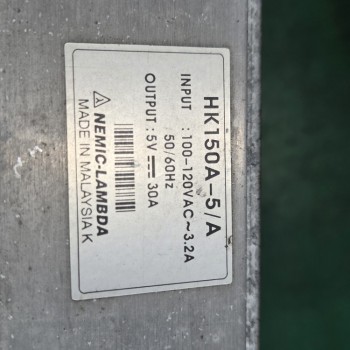 HK150A-5/A
INPUT : 100-120VAC~3.2A
50/60Hz
OUTPUT : 5V ⎓ 30A
NEMIC-LAMBDA
MADE IN MALAYSIA K